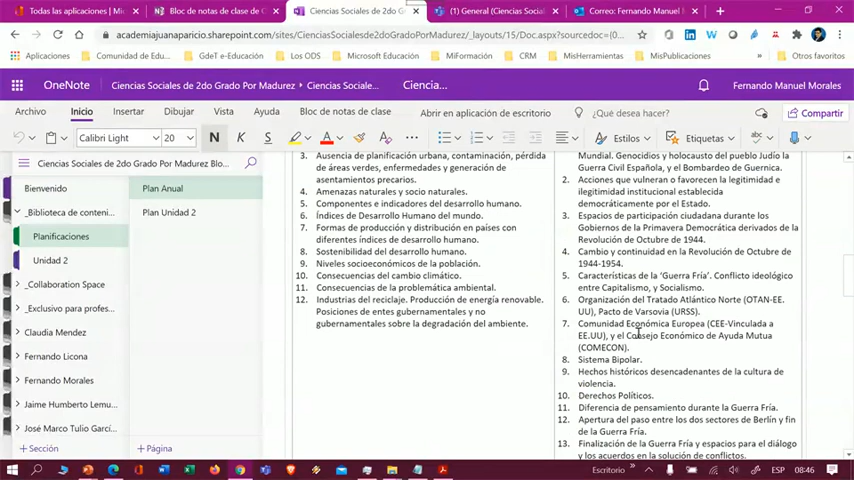 Todas las aplicaciones | Mic
Bloc de notas de clase de O
Ciencias Sociales de 2do Gr
(1) General (Ciencias Social
Correo: Fernando Manuel M
academiajuanaparicio.sharepoint.com/sites/CienciasSocialesde2doGradoPorMadurez/_layouts/15/Doc.aspx?sourcedoc={0...
Aplicaciones
Comunidad de Edu...
GdeT e-Education
Los ODS
Microsoft
MiFormación
CRM
MisHerramientas
MisPublicaciones
Otros favoritos
OneNote
Ciencias Sociales de 2do Grado Por Madurez > Ciencias Sociale...
Ciencia...
Fernando Manuel Morales
Archivo
Inicio
Insertar
Dibujar
Vista
Ayuda
Bloc de notas de clase
Abrir en aplicación de escritorio
¿Qué desea hacer?
Compartir
Calibri Light
20
N
K
S
Estilos
Etiquetas
Ciencias Sociales de 2do Grado Por Madurez Blo...
Bienvenido
_Biblioteca de conteni...
Planificaciones
Unidad 2
_Collaboration Space
_Exclusivo para profes...
Claudia Mendez
Fernando Licona
Fernando Morales
Jaime Humberto Lemu...
José Marco Tulio García...
+ Sección
Plan Anual
Plan Unidad 2
+ Página
3. Ausencia de planificación urbana, contaminación, pérdida
de áreas verdes, enfermedades y generación de
asentamientos precarios.
4. Amenazas naturales y socio naturales.
5. Componentes e indicadores del desarrollo humano.
6. Índices de Desarrollo Humano del mundo.
7. Formas de producción y distribución en países con
diferentes índices de desarrollo humano.
8. Sostenibilidad del desarrollo humano.
9. Niveles socioeconómicos de la población.
10. Consecuencias del cambio climático.
11. Consecuencias de la problemática ambiental.
12. Industrias del reciclaje. Producción de energía renovable.
Posiciones de entes gubernamentales y no
gubernamentales sobre la degradación del ambiente.
Mundial. Genocidios y holocausto del pueblo Judío la
Guerra Civil Española, y el Bombardeo de Guernica.
2. Acciones que vulneran o favorecen la legitimidad e
ilegitimidad institucional establecida
democráticamente por el Estado.
3. Espacios de participación ciudadana durante los
Gobiernos de la Primavera Democrática derivados de la
Revolución de Octubre de 1944.
4. Cambio y continuidad en la Revolución de Octubre de
1944-1954.
5. Características de la 'Guerra Fría'. Conflicto ideológico
entre Capitalismo, y Socialismo.
6. Organización del Tratado Atlántico Norte (OTAN-EE.
UU), Pacto de Varsovia (URSS).
7. Comunidad Económica Europea (CEE-Vinculada a
EE.UU), y el Consejo Económico de Ayuda Mutua
(COMECON).
8. Sistema Bipolar.
9. Hechos históricos desencadenantes de la cultura de
violencia.
10. Derechos Políticos.
11. Diferencia de pensamiento durante la Guerra Fría.
12. Apertura del paso entre los dos sectores de Berlín y fin
de la Guerra Fría.
13. Finalización de la Guerra Fría y espacios para el diálogo
y los acuerdos en la solución de conflictos.
Escritorio
ESP
08:46